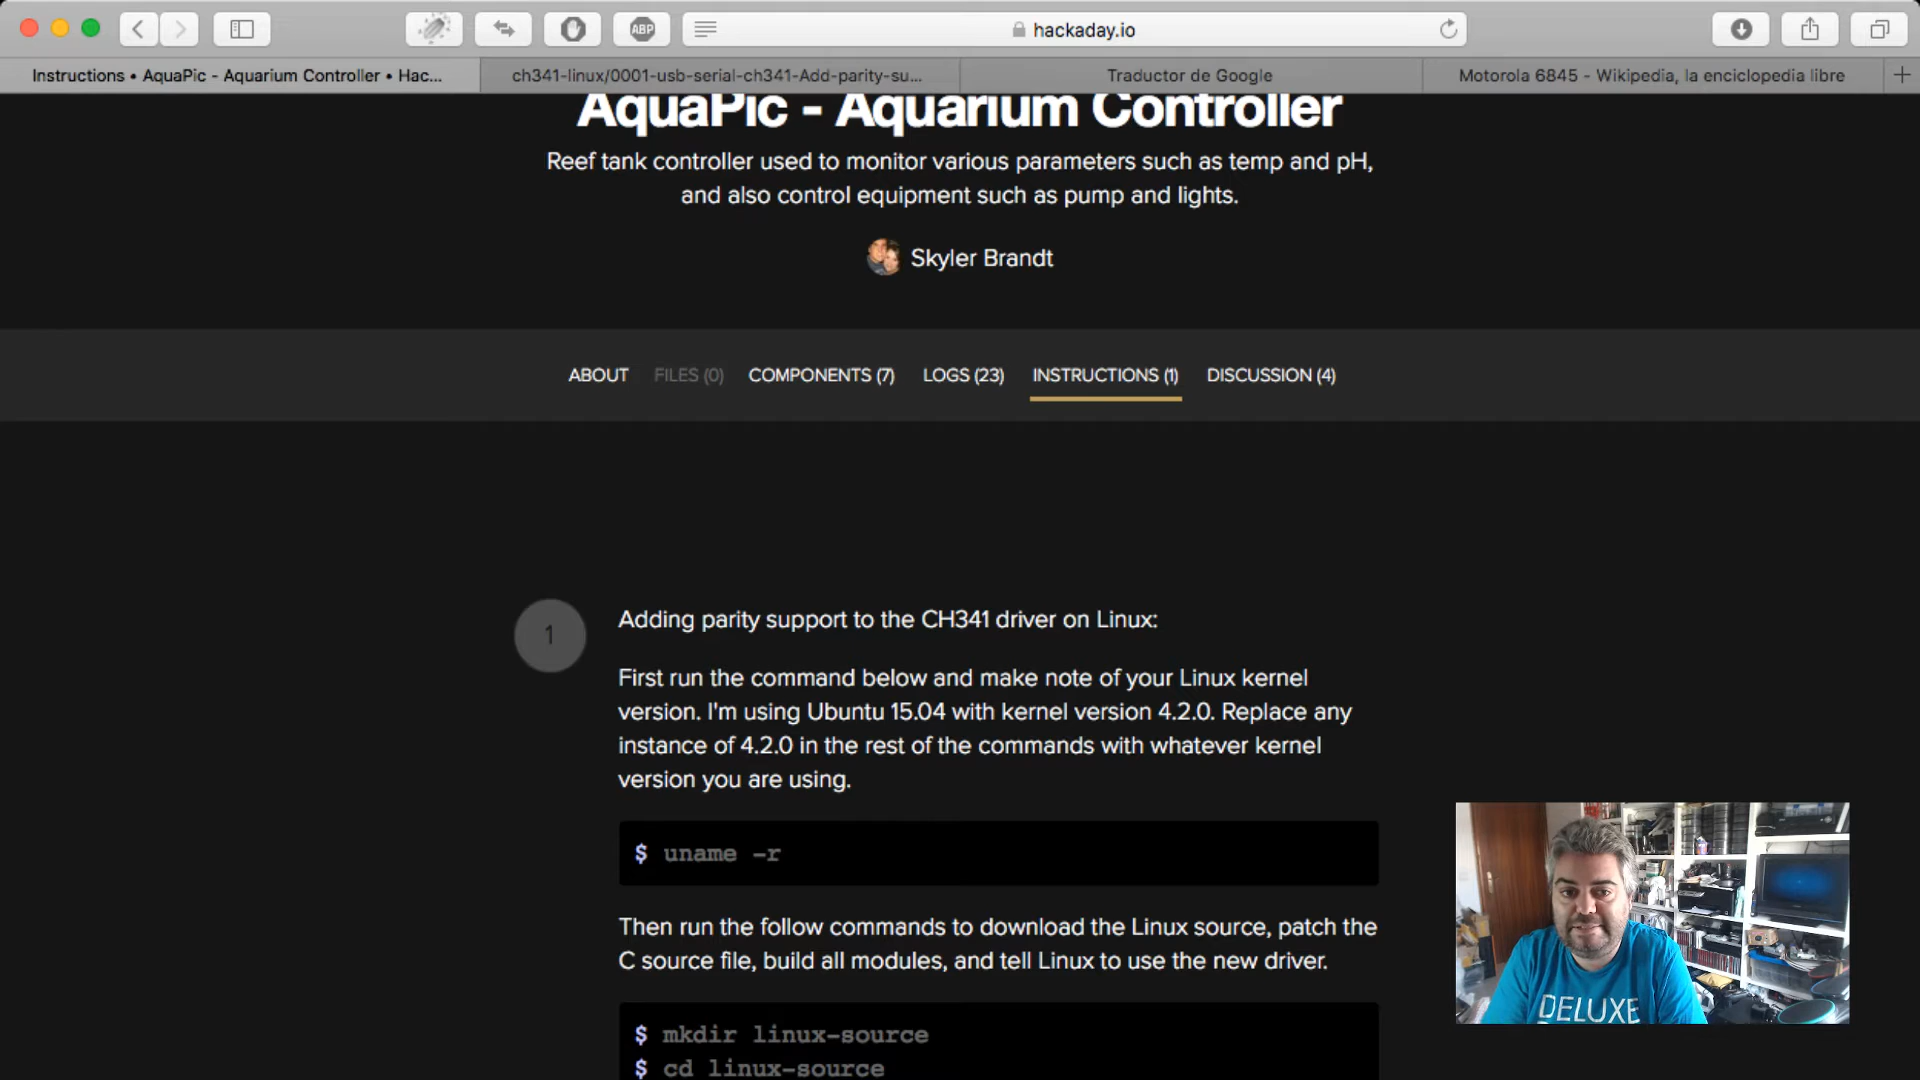 ABP
hackaday.io
Instructions • AquaPic - Aquarium Controller • Hac...
ch341-linux/0001-usb-serial-ch341-Add-parity-su...
Traductor de Google
Motorola 6845 - Wikipedia, la enciclopedia libre
AquaPic - Aquarium Controller
Reef tank controller used to monitor various parameters such as temp and pH,
and also control equipment such as pump and lights.
Skyler Brandt
ABOUT FILES (0) COMPONENTS (7) LOGS (23) INSTRUCTIONS (1) DISCUSSION (4)
1
Adding parity support to the CH341 driver on Linux:
First run the command below and make note of your Linux kernel
version. I'm using Ubuntu 15.04 with kernel version 4.2.0. Replace any
instance of 4.2.0 in the rest of the commands with whatever kernel
version you are using.
$ uname -r
Then run the follow commands to download the Linux source, patch the
C source file, build all modules, and tell Linux to use the new driver.
$ mkdir linux-source
$ cd linux-source
DELUXE